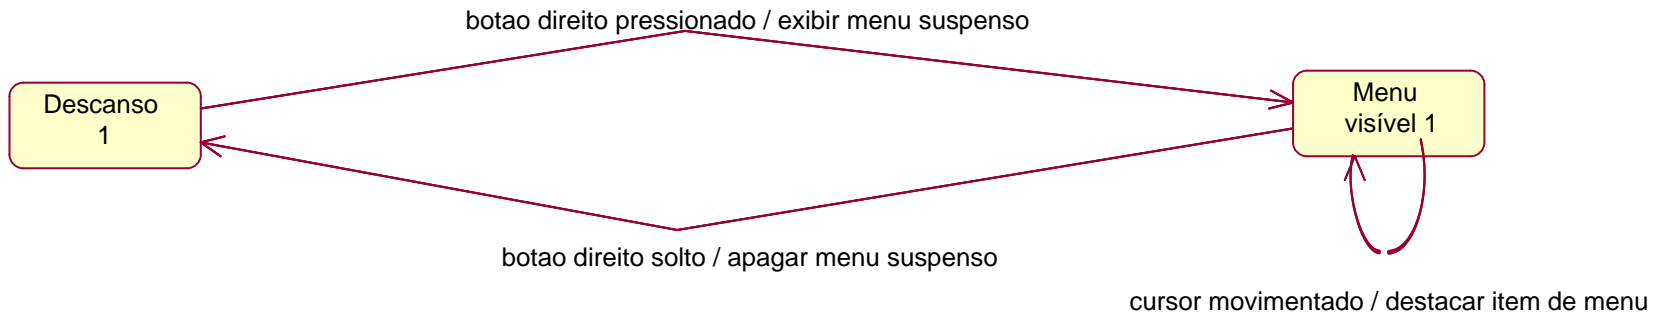 botao direito pressionado / exibir menu suspenso
Descanso
1
Menu
visível 1
botao direito solto / apagar menu suspenso
cursor movimentado / destacar item de menu